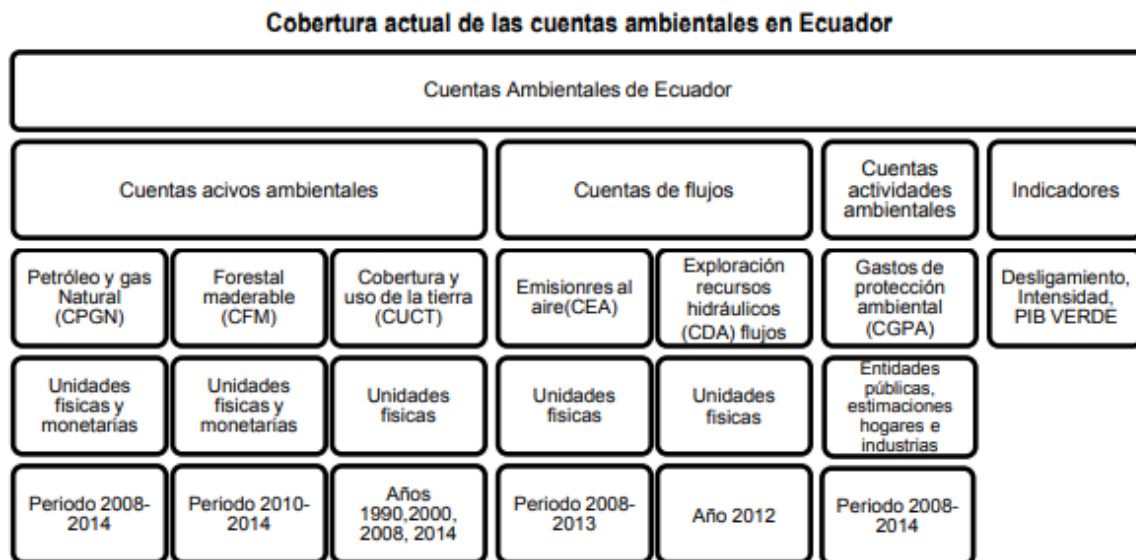 Cobertura actual de las cuentas ambientales en Ecuador
Cuentas Ambientales de Ecuador
Cuentas acivos ambientales
Cuentas de flujos
Cuentas
actividades
ambientales
Indicadores
Petróleo y gas
Natural
(CPGN)
Forestal
maderable
(CFM)
Cobertura y
uso de la tierra
(CUCT)
Emisionres al
aire(CEA)
Exploración
recursos
hidráulicos
(CDA) flujos
Gastos de
protección
ambiental
(CGPA)
Desligamiento,
Intensidad,
PIB VERDE
Unidades
fisicas y
monetarias
Unidades
fisicas y
monetarias
Unidades
fisicas
Unidades
fisicas
Unidades
fisicas
Entidades
públicas,
estimaciones
hogares e
industrias
Periodo 2008-
2014
Periodo 2010-
2014
Años
1990,2000,
2008, 2014
Periodo 2008-
2013
Año 2012
Periodo 2008-
2014